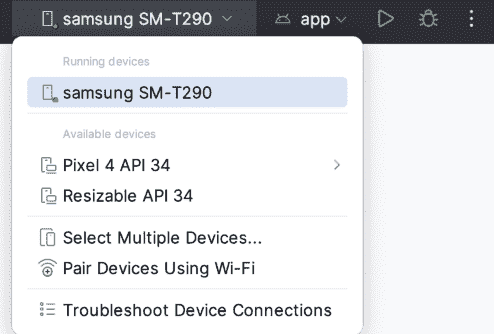 samsung SM-T290 app
Running devices
samsung SM-T290
Available devices
Pixel 4 API 34
Resizable API 34
Select Multiple Devices...
Pair Devices Using Wi-Fi
Troubleshoot Device Connections